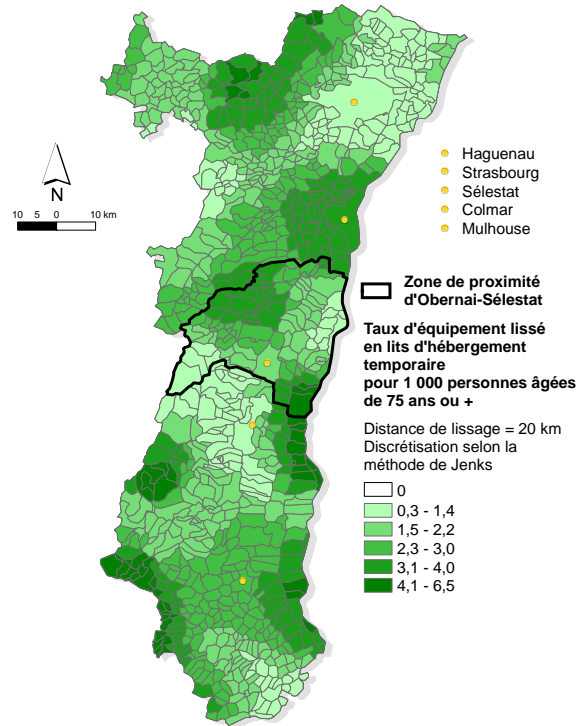 N
10 5 0 10 km
Haguenau
Strasbourg
Sélestat
Colmar
Mulhouse
Zone de proximité
d'Obernai-Sélestat
Taux d'équipement lissé
en lits d'hébergement
temporaire
pour 1 000 personnes âgées
de 75 ans ou +
Distance de lissage = 20 km
Discrétisation selon la
méthode de Jenks
0
0,3 - 1,4
1,5 - 2,2
2,3 - 3,0
3,1 - 4,0
4,1 - 6,5